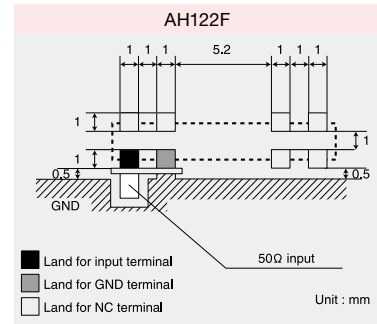 AH122F
1 1 1 5.2 1 1 1
1
1
1
0.5
0.5
GND
50Ω input
Land for input terminal
Land for GND terminal
Land for NC terminal
Unit : mm